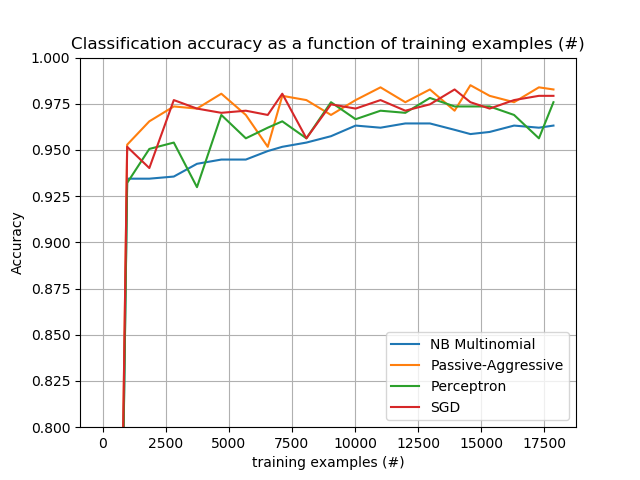 Classification accuracy as a function of training examples (#)
1.000
0.975
0.950
0.925
0.900
0.875
0.850
0.825
0.800
Accuracy
NB Multinomial
Passive-Aggressive
Perceptron
SGD
0 2500 5000 7500 10000 12500 15000 17500
training examples (#)